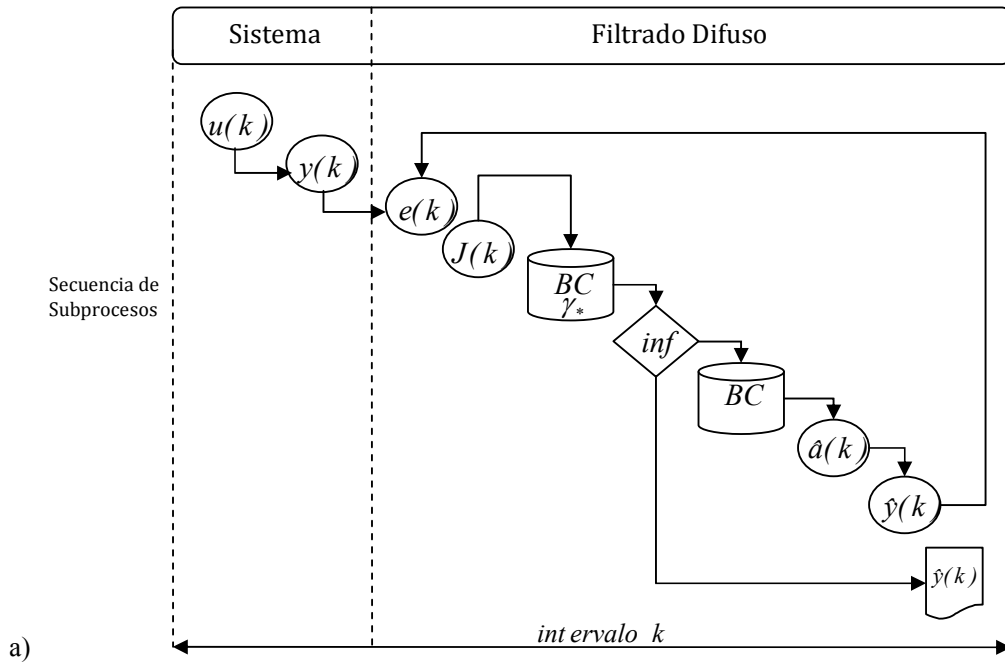 Sistema
Filtrado Difuso
u(k)
y(k)
e(k)
J(k)
Secuencia de
Subprocesos
BC
γ*
inf
BC
â(k)
ŷ(k
ŷ(k)
a)
int ervalo k